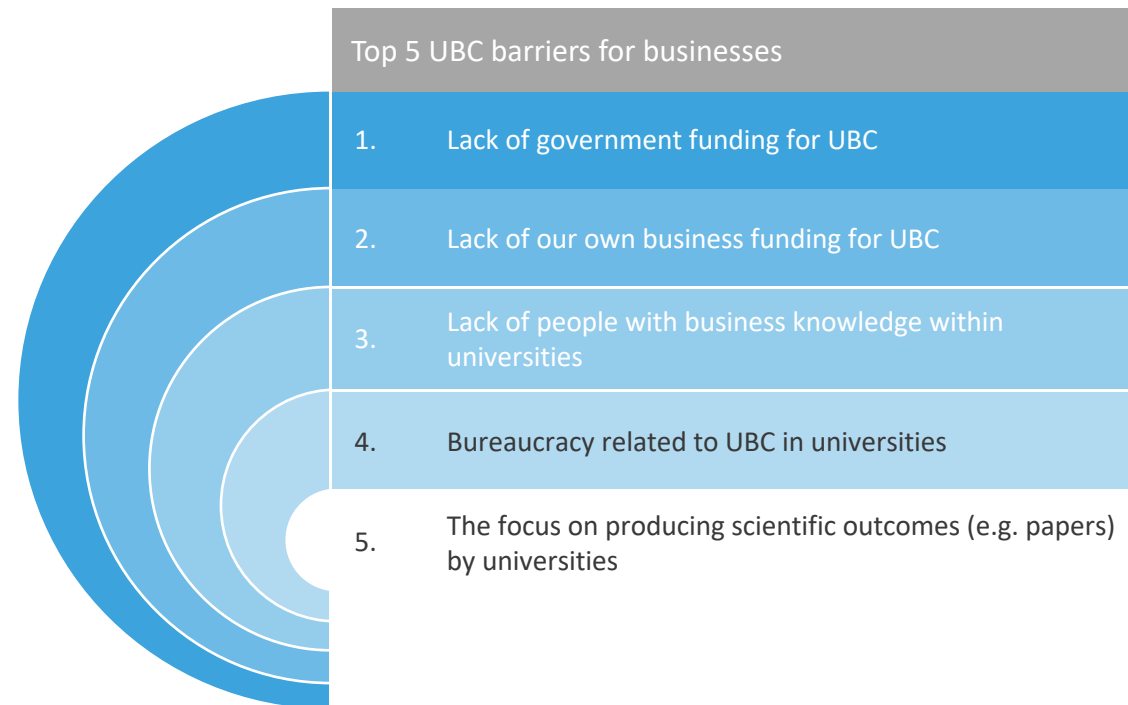 Top 5 UBC barriers for businesses
1. Lack of government funding for UBC
2. Lack of our own business funding for UBC
3. Lack of people with business knowledge within
universities
4. Bureaucracy related to UBC in universities
5. The focus on producing scientific outcomes (e.g. papers)
by universities